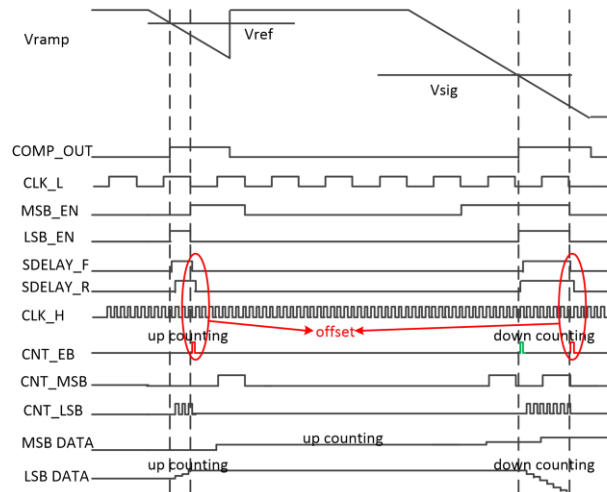 Vramp
Vref
Vsig
COMP_OUT
CLK_L
MSB_EN
LSB_EN
SDELAY_F
SDELAY_R
CLK_H
up counting
offset
down counting
CNT_EB
CNT_MSB
CNT_LSB
MSB DATA
up counting
up counting
down counting
LSB DATA